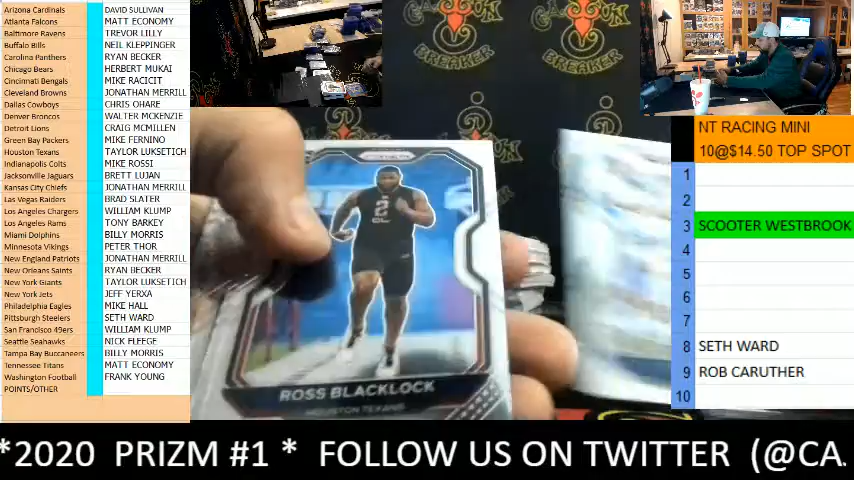 Arizona Cardinals DAVID SULLIVAN
Atlanta Falcons MATT ECONOMY
Baltimore Ravens TREVOR LILLY
Buffalo Bills NEIL KLEPPINGER
Carolina Panthers RYAN BECKER
Chicago Bears HERBERT MUKAI
Cincinnati Bengals MIKE RACICIT
Cleveland Browns JONATHAN MERRILL
Dallas Cowboys CHRIS OHARE
Denver Broncos WALTER MCKENZIE
Detroit Lions CRAIG MCMILLEN
Green Bay Packers MIKE FERNINO
Houston Texans TAYLOR LUKSETICH
Indianapolis Colts MIKE ROSSI
Jacksonville Jaguars BRETT LUJAN
Kansas City Chiefs JONATHAN MERRILL
Las Vegas Raiders BRAD SLATER
Los Angeles Chargers WILLIAM KLUMP
Los Angeles Rams TONY BARKEY
Miami Dolphins BILLY MORRIS
Minnesota Vikings PETER THOR
New England Patriots JONATHAN MERRILL
New Orleans Saints RYAN BECKER
New York Giants TAYLOR LUKSETICH
New York Jets JEFF YERXA
Philadelphia Eagles MIKE HALL
Pittsburgh Steelers SETH WARD
San Francisco 49ers WILLIAM KLUMP
Seattle Seahawks NICK FLEEGE
Tampa Bay Buccaneers BILLY MORRIS
Tennessee Titans MATT ECONOMY
Washington Football FRANK YOUNG
POINTS/OTHER
BREAKER
BREAKER
PRIZM
ROSS BLACKLOCK
HOUSTON TEXANS
NT RACING MINI
10@$14.50 TOP SPOT
1
2
3 SCOOTER WESTBROOK
4
5
6
7
8 SETH WARD
9 ROB CARUTHER
10
*2020 PRIZM #1 * FOLLOW US ON TWITTER (@CA.